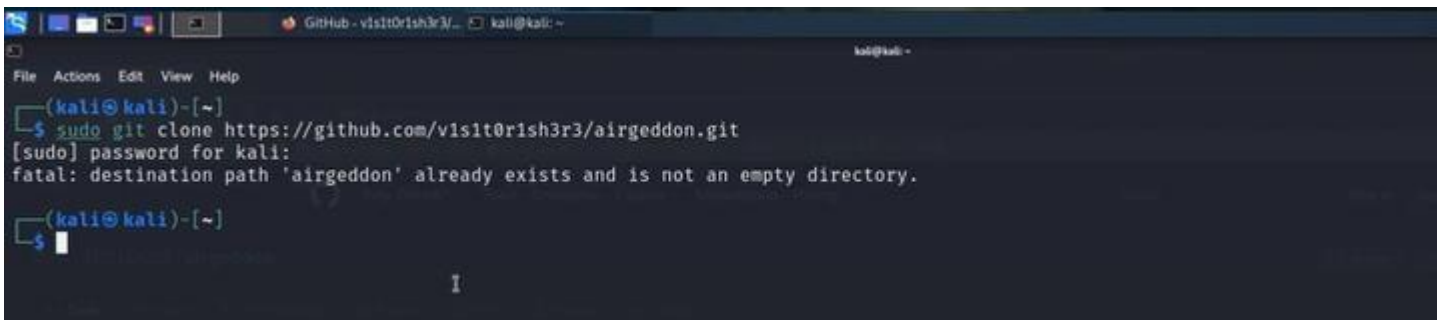 GitHub - v1s1t0r1sh3r3/... kali@kali: ~
kali@kali: ~
File Actions Edit View Help
(kali㉿kali)-[~]
$ sudo git clone https://github.com/v1s1t0r1sh3r3/airgeddon.git
[sudo] password for kali:
fatal: destination path 'airgeddon' already exists and is not an empty directory.
(kali㉿kali)-[~]
$